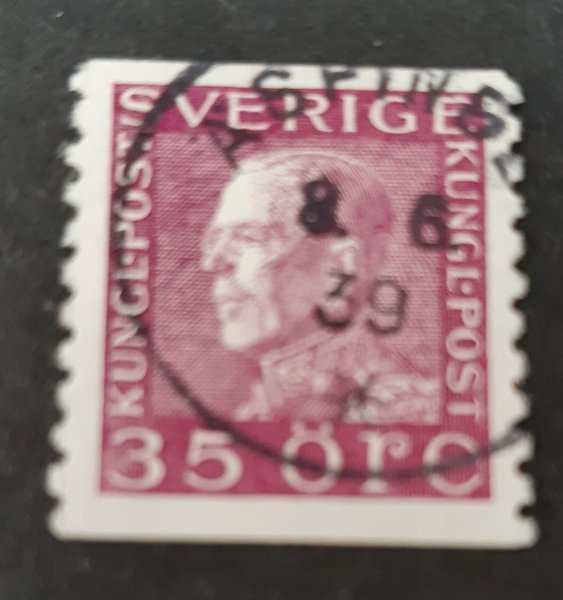 SVERIGE
KUNGL·POST
KUNGL·POST
8 6
39
35 ÖRE